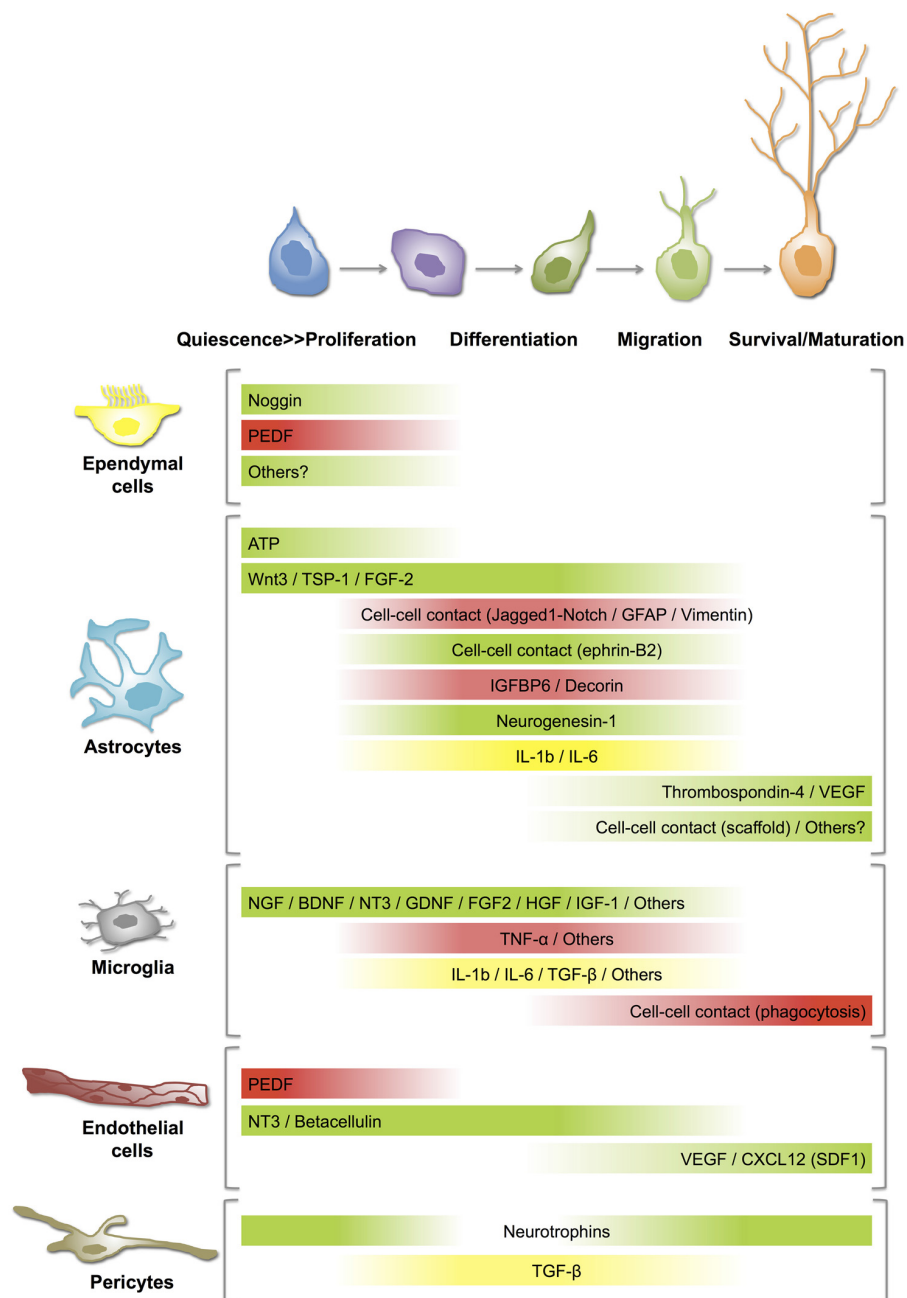 Quiescence>>Proliferation Differentiation Migration Survival/Maturation
Ependymal
cells
Noggin
PEDF
Others?
Astrocytes
ATP
Wnt3 / TSP-1 / FGF-2
Cell-cell contact (Jagged1-Notch / GFAP / Vimentin)
Cell-cell contact (ephrin-B2)
IGFBP6 / Decorin
Neurogenesin-1
IL-1b / IL-6
Thrombospondin-4 / VEGF
Cell-cell contact (scaffold) / Others?
Microglia
NGF / BDNF / NT3 / GDNF / FGF2 / HGF / IGF-1 / Others
TNF-α / Others
IL-1b / IL-6 / TGF-β / Others
Cell-cell contact (phagocytosis)
Endothelial
cells
PEDF
NT3 / Betacellulin
VEGF / CXCL12 (SDF1)
Pericytes
Neurotrophins
TGF-β